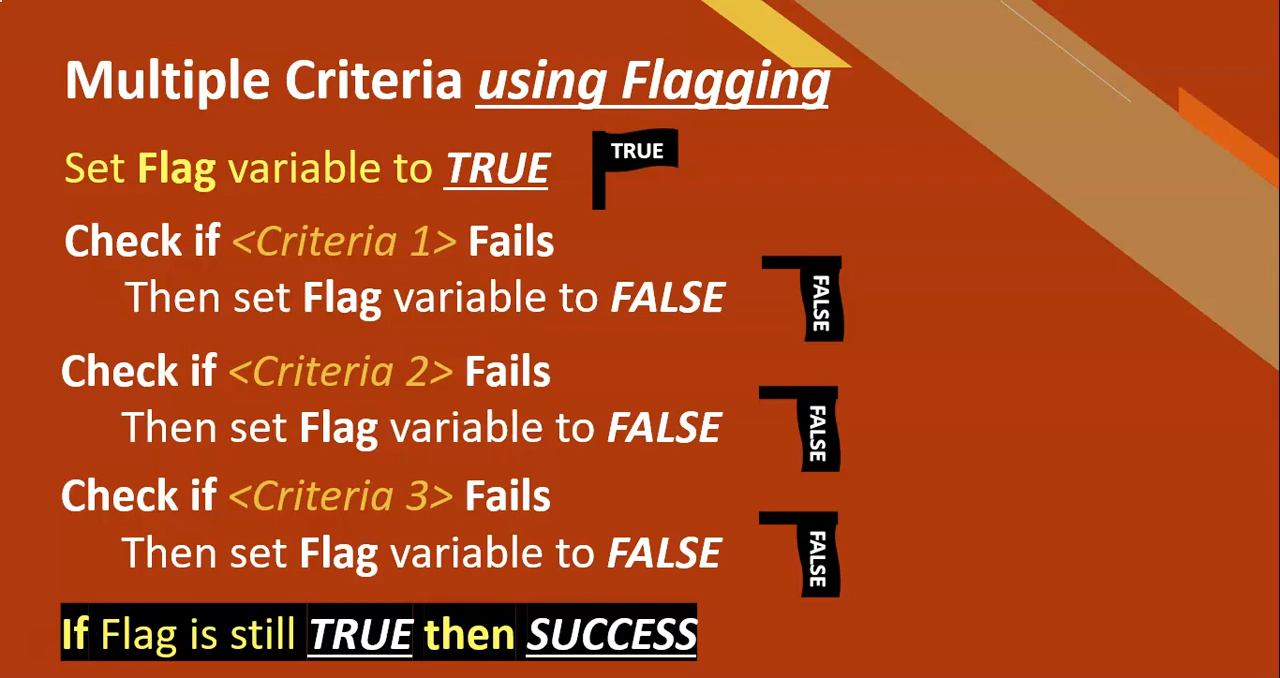 Multiple Criteria using Flagging
Set Flag variable to TRUE
TRUE
Check if <Criteria 1> Fails
Then set Flag variable to FALSE
FALSE
Check if <Criteria 2> Fails
Then set Flag variable to FALSE
FALSE
Check if <Criteria 3> Fails
Then set Flag variable to FALSE
FALSE
If Flag is still TRUE then SUCCESS